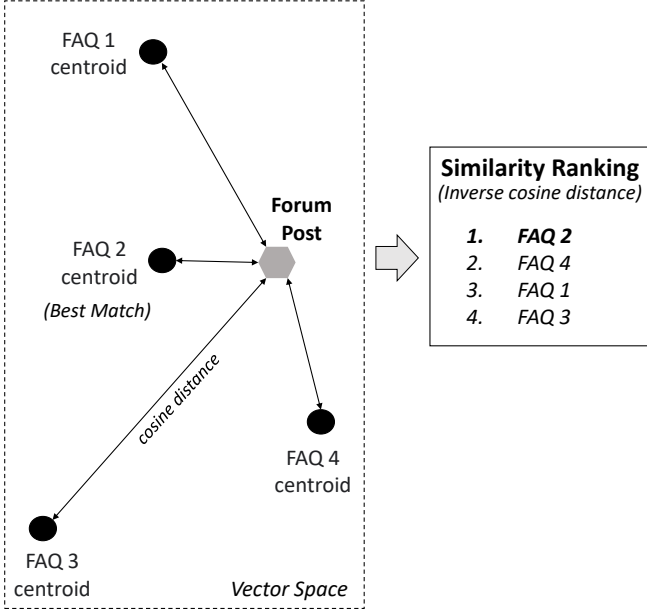 FAQ 1
centroid
Forum
Post
FAQ 2
centroid
(Best Match)
cosine distance
FAQ 4
centroid
FAQ 3
centroid
Vector Space
Similarity Ranking
(Inverse cosine distance)
1. FAQ 2
2. FAQ 4
3. FAQ 1
4. FAQ 3